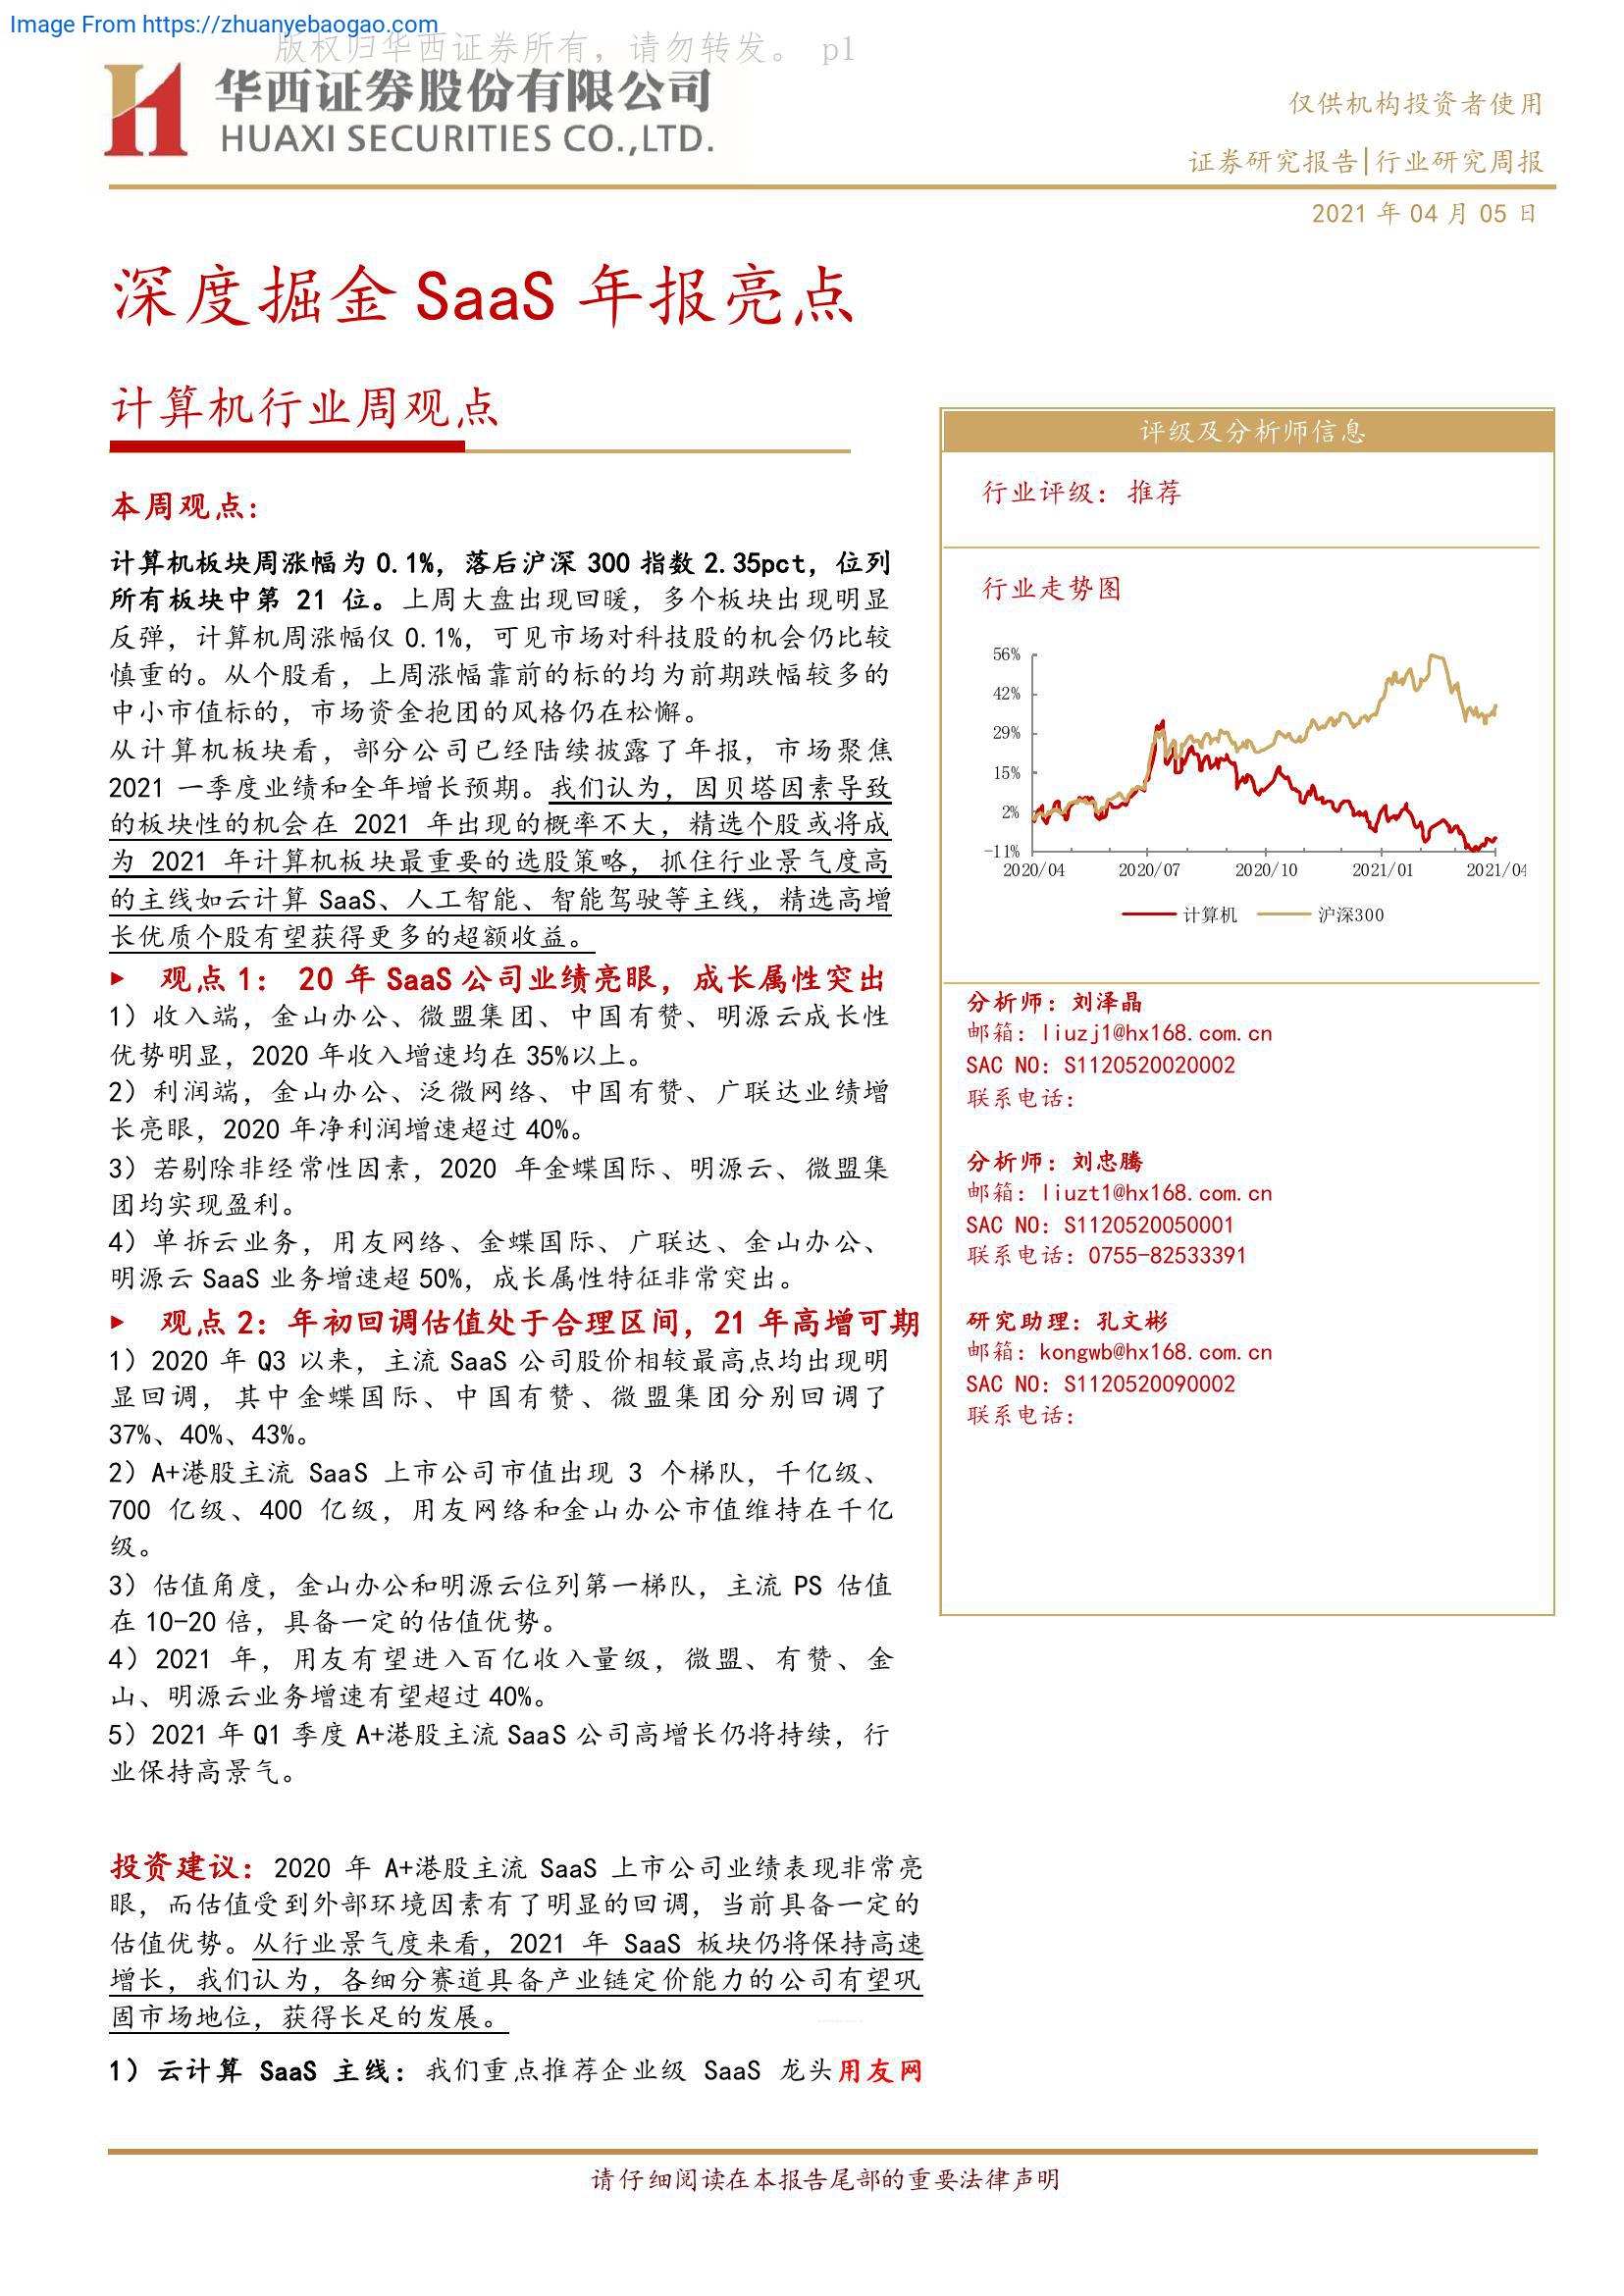 Image From https://zhuanyebaogao.com
版权归华西证券所有，请勿转发。 p1
华西证券股份有限公司
HUAXI SECURITIES CO.,LTD.
仅供机构投资者使用
证券研究报告|行业研究周报
2021 年 04 月 05 日
深度掘金 SaaS 年报亮点
计算机行业周观点
本周观点：
计算机板块周涨幅为 0.1%，落后沪深 300 指数 2.35pct，位列
所有板块中第 21 位。上周大盘出现回暖，多个板块出现明显
反弹，计算机周涨幅仅 0.1%，可见市场对科技股的机会仍比较
慎重的。从个股看，上周涨幅靠前的标的均为前期跌幅较多的
中小市值标的，市场资金抱团的风格仍在松懈。
从计算机板块看，部分公司已经陆续披露了年报，市场聚焦
2021 一季度业绩和全年增长预期。我们认为，因贝塔因素导致
的板块性的机会在 2021 年出现的概率不大，精选个股或将成
为 2021 年计算机板块最重要的选股策略，抓住行业景气度高
的主线如云计算 SaaS、人工智能、智能驾驶等主线，精选高增
长优质个股有望获得更多的超额收益。
▶ 观点 1： 20 年 SaaS 公司业绩亮眼，成长属性突出
1）收入端，金山办公、微盟集团、中国有赞、明源云成长性
优势明显，2020 年收入增速均在 35%以上。
2）利润端，金山办公、泛微网络、中国有赞、广联达业绩增
长亮眼，2020 年净利润增速超过 40%。
3）若剔除非经常性因素，2020 年金蝶国际、明源云、微盟集
团均实现盈利。
4）单拆云业务，用友网络、金蝶国际、广联达、金山办公、
明源云 SaaS 业务增速超 50%，成长属性特征非常突出。
▶ 观点 2：年初回调估值处于合理区间，21 年高增可期
1）2020 年 Q3 以来，主流 SaaS 公司股价相较最高点均出现明
显回调，其中金蝶国际、中国有赞、微盟集团分别回调了
37%、40%、43%。
2）A+港股主流 SaaS 上市公司市值出现 3 个梯队，千亿级、
700 亿级、400 亿级，用友网络和金山办公市值维持在千亿
级。
3）估值角度，金山办公和明源云位列第一梯队，主流 PS 估值
在 10-20 倍，具备一定的估值优势。
4）2021 年，用友有望进入百亿收入量级，微盟、有赞、金
山、明源云业务增速有望超过 40%。
5）2021 年 Q1 季度 A+港股主流 SaaS 公司高增长仍将持续，行
业保持高景气。
投资建议：2020 年 A+港股主流 SaaS 上市公司业绩表现非常亮
眼，而估值受到外部环境因素有了明显的回调，当前具备一定的
估值优势。从行业景气度来看，2021 年 SaaS 板块仍将保持高速
增长，我们认为，各细分赛道具备产业链定价能力的公司有望巩
固市场地位，获得长足的发展。
1）云计算 SaaS 主线：我们重点推荐企业级 SaaS 龙头用友网
评级及分析师信息
行业评级：推荐
行业走势图
56%
42%
29%
15%
2%
-11%
2020/04 2020/07 2020/10 2021/01 2021/04
计算机 沪深300
分析师：刘泽晶
邮箱：liuzj1@hx168.com.cn
SAC NO：S1120520020002
联系电话：
分析师：刘忠腾
邮箱：liuzt1@hx168.com.cn
SAC NO：S1120520050001
联系电话：0755-82533391
研究助理：孔文彬
邮箱：kongwb@hx168.com.cn
SAC NO：S1120520090002
联系电话：
请仔细阅读在本报告尾部的重要法律声明